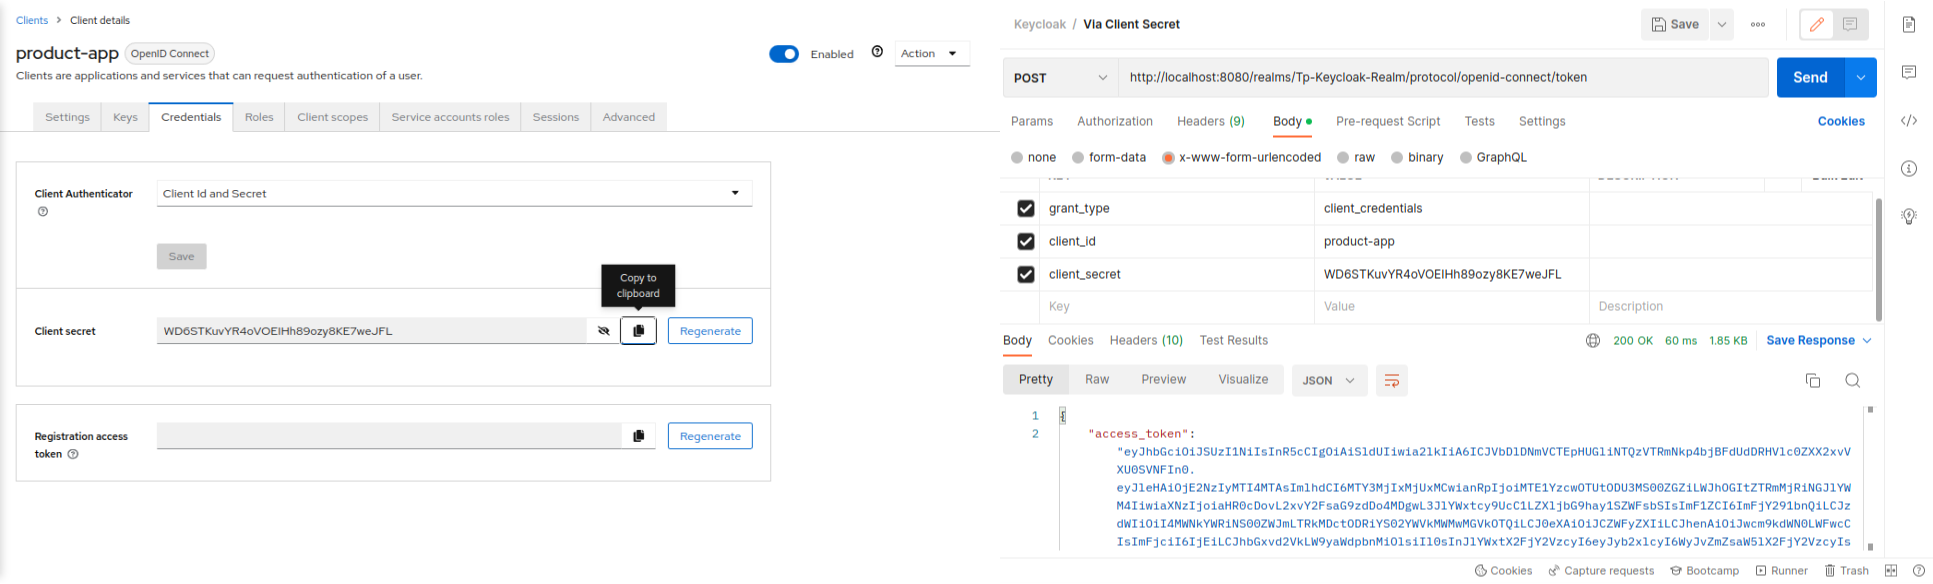 Clients > Client details
product-app OpenID Connect
Enabled
Action
Clients are applications and services that can request authentication of a user.
Settings Keys Credentials Roles Client scopes Service accounts roles Sessions Advanced
Client Authenticator
Client Id and Secret
Save
Copy to
clipboard
Client secret
WD6STKuvYR4oVOEIHh89ozy8KE7weJFL
Regenerate
Registration access
token
Regenerate
Keycloak / Via Client Secret
Save
POST
http://localhost:8080/realms/Tp-Keycloak-Realm/protocol/openid-connect/token
Send
Params Authorization Headers (9) Body Pre-request Script Tests Settings Cookies
none form-data x-www-form-urlencoded raw binary GraphQL
grant_type client_credentials
client_id product-app
client_secret WD6STKuvYR4oVOEIHh89ozy8KE7weJFL
Key Value Description
Body Cookies Headers (10) Test Results 200 OK 60 ms 1.85 KB Save Response
Pretty Raw Preview Visualize JSON
1 {
2 "access_token":
XU0SVNFIn0.
Cookies Capture requests Bootcamp Runner Trash